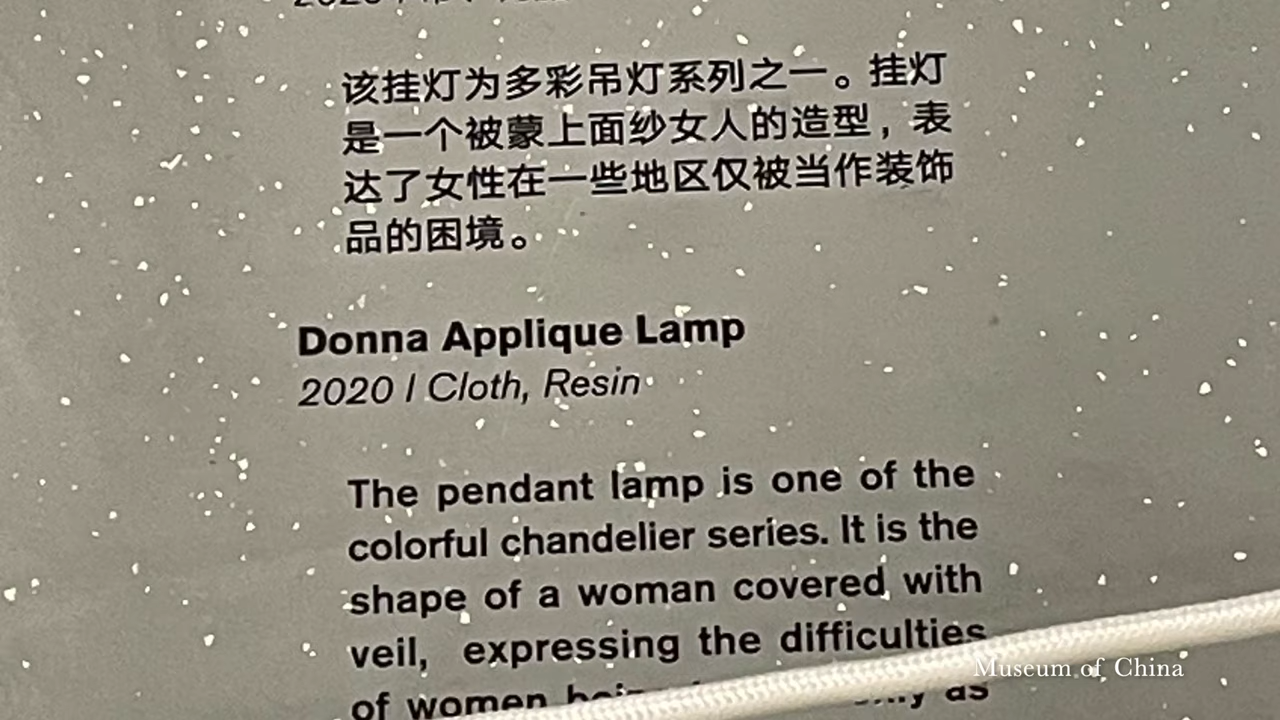 2020 /
该挂灯为多彩吊灯系列之一。挂灯
是一个被蒙上面纱女人的造型，表
达了女性在一些地区仅被当作装饰
品的困境。
Donna Applique Lamp
2020 / Cloth, Resin
The pendant lamp is one of the
colorful chandelier series. It is the
shape of a woman covered with
veil, expressing the difficulties
of women as
Museum of China